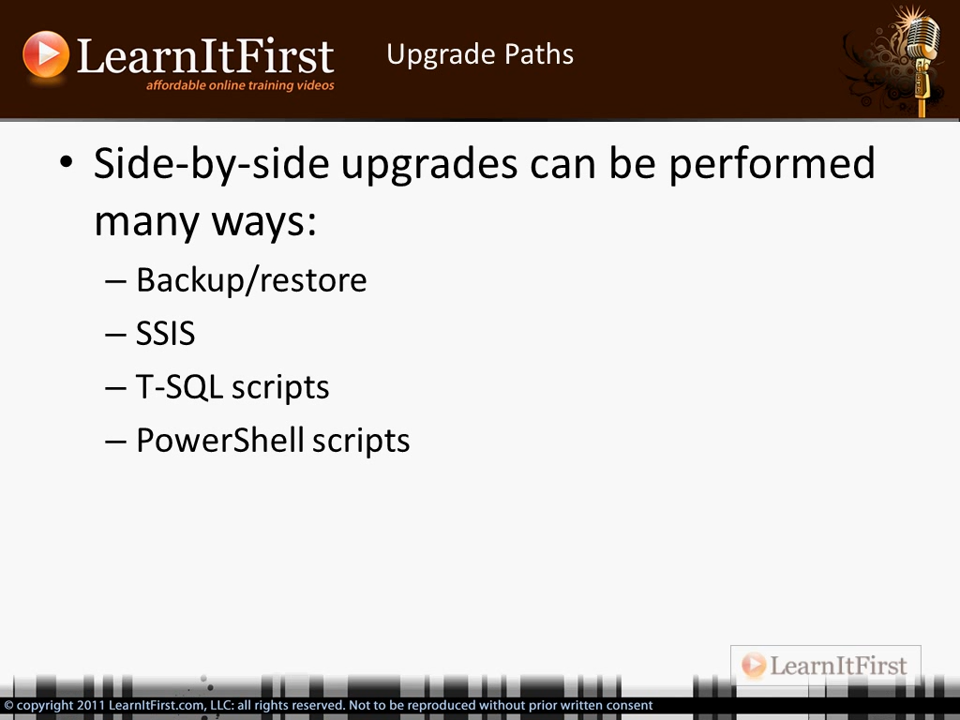 LearnItFirst
affordable online training videos
Upgrade Paths
• Side-by-side upgrades can be performed
many ways:
– Backup/restore
– SSIS
– T-SQL scripts
– PowerShell scripts
LearnItFirst
© copyright 2011 LearnItFirst.com, LLC: all rights reserved. Not to be reproduced without prior written consent